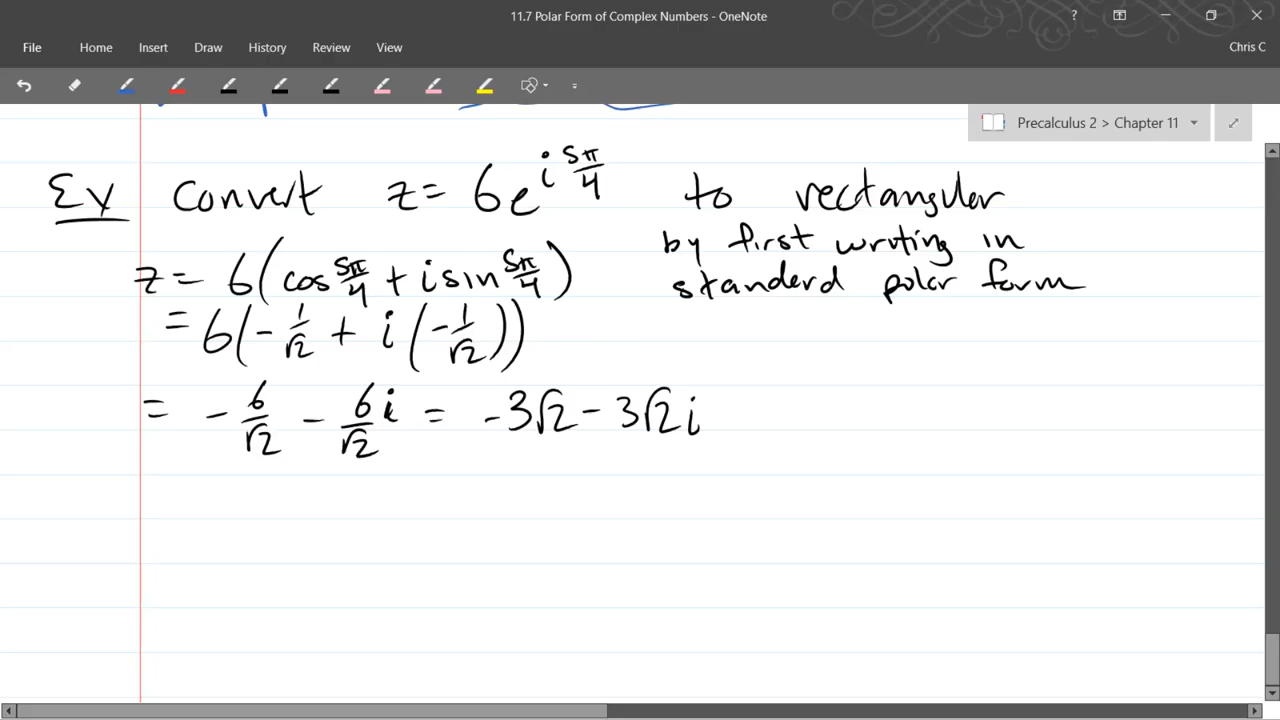 11.7 Polar Form of Complex Numbers - OneNote
?
File Home Insert Draw History Review View
Chris C
Precalculus 2 > Chapter 11
Ex Convert z = 6e^{i 5π/4} to rectangular
by first writing in
standerd polar form
z = 6(cos 5π/4 + i sin 5π/4)
= 6(- 1/√2 + i(- 1/√2))
= - 6/√2 - 6/√2 i = -3√2 - 3√2 i